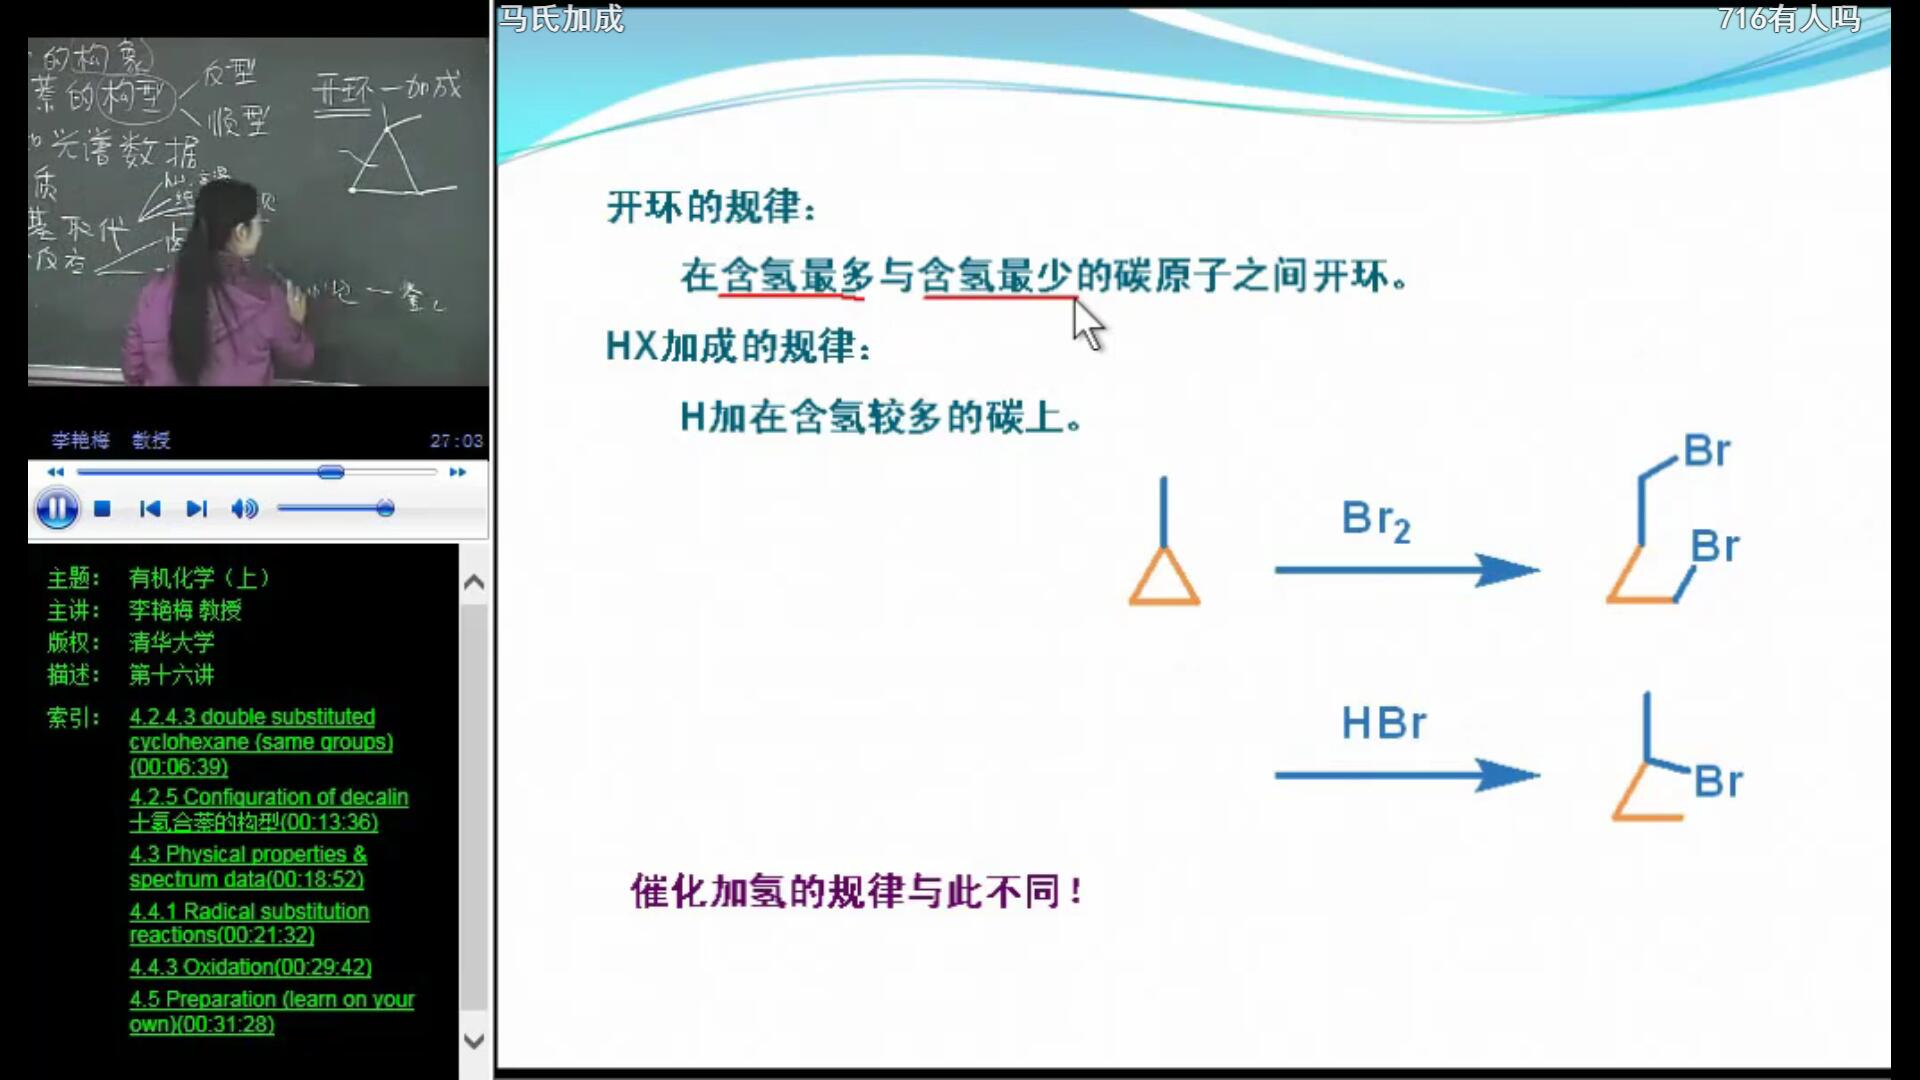 马氏加成
716有人吗
的构象
萘的构型
反型
顺型
光谱数据
质
基取代
反应
开环-加成
李艳梅 教授
27:03
主题： 有机化学（上）
主讲： 李艳梅 教授
版权： 清华大学
描述： 第十六讲
索引： 4.2.4.3 double substituted
cyclohexane (same groups)
(00:06:39)
4.2.5 Configuration of decalin
十氢合萘的构型(00:13:36)
4.3 Physical properties &
spectrum data(00:18:52)
4.4.1 Radical substitution
reactions(00:21:32)
4.4.3 Oxidation(00:29:42)
4.5 Preparation (learn on your
own)(00:31:28)
开环的规律：
在含氢最多与含氢最少的碳原子之间开环。
HX加成的规律：
H加在含氢较多的碳上。
Br2
Br
Br
HBr
Br
催化加氢的规律与此不同！